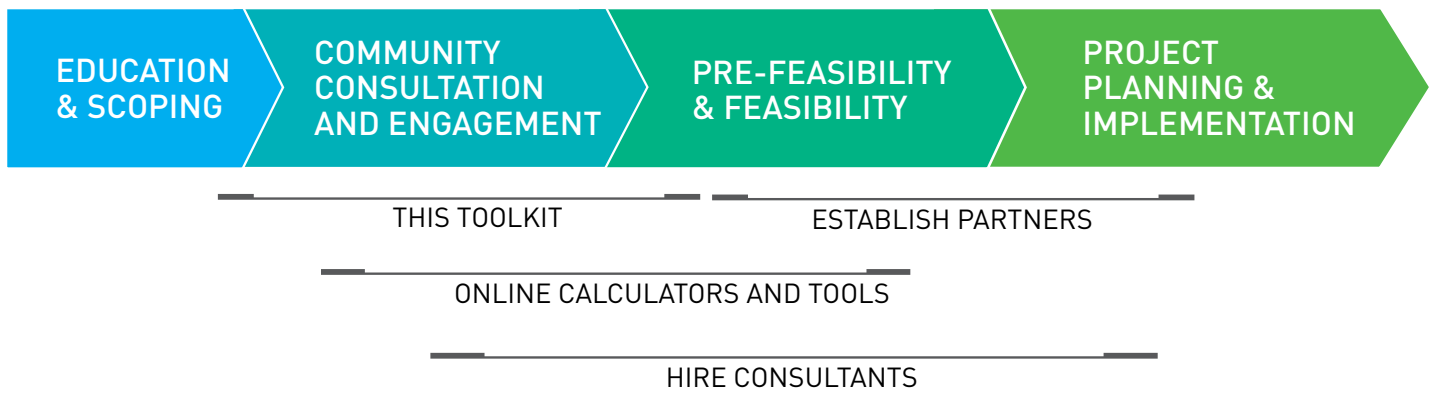 EDUCATION
& SCOPING
COMMUNITY
CONSULTATION
AND ENGAGEMENT
PRE-FEASIBILITY
& FEASIBILITY
PROJECT
PLANNING &
IMPLEMENTATION
THIS TOOLKIT
ESTABLISH PARTNERS
ONLINE CALCULATORS AND TOOLS
HIRE CONSULTANTS